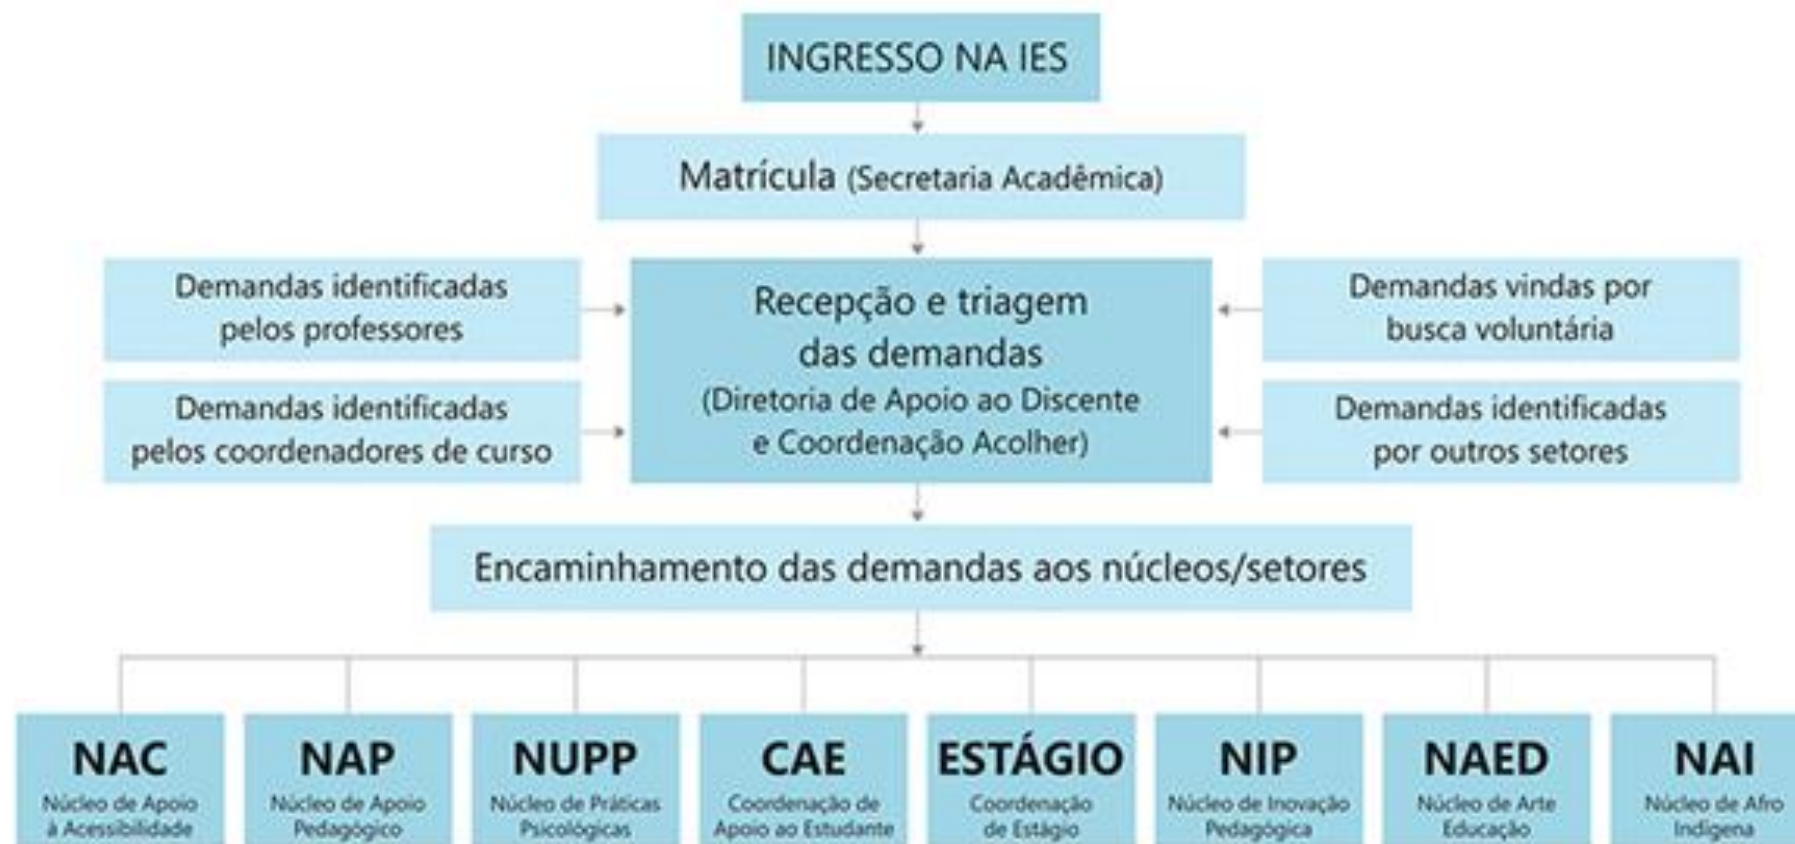 INGRESSO NA IES
Matrícula (Secretaria Acadêmica)
Demandas identificadas
pelos professores
Demandas identificadas
pelos coordenadores de curso
Recepção e triagem
das demandas
(Diretoria de Apoio ao Discente
e Coordenação Acolher)
Demandas vindas por
busca voluntária
Demandas identificadas
por outros setores
Encaminhamento das demandas aos núcleos/setores
NAC
Núcleo de Apoio
à Acessibilidade
NAP
Núcleo de Apoio
Pedagógico
NUPP
Núcleo de Práticas
Psicológicas
CAE
Coordenação de
Apoio ao Estudante
ESTÁGIO
Coordenação
de Estágio
NIP
Núcleo de Inovação
Pedagógica
NAED
Núcleo de Arte
Educação
NAI
Núcleo de Afro
Indígena